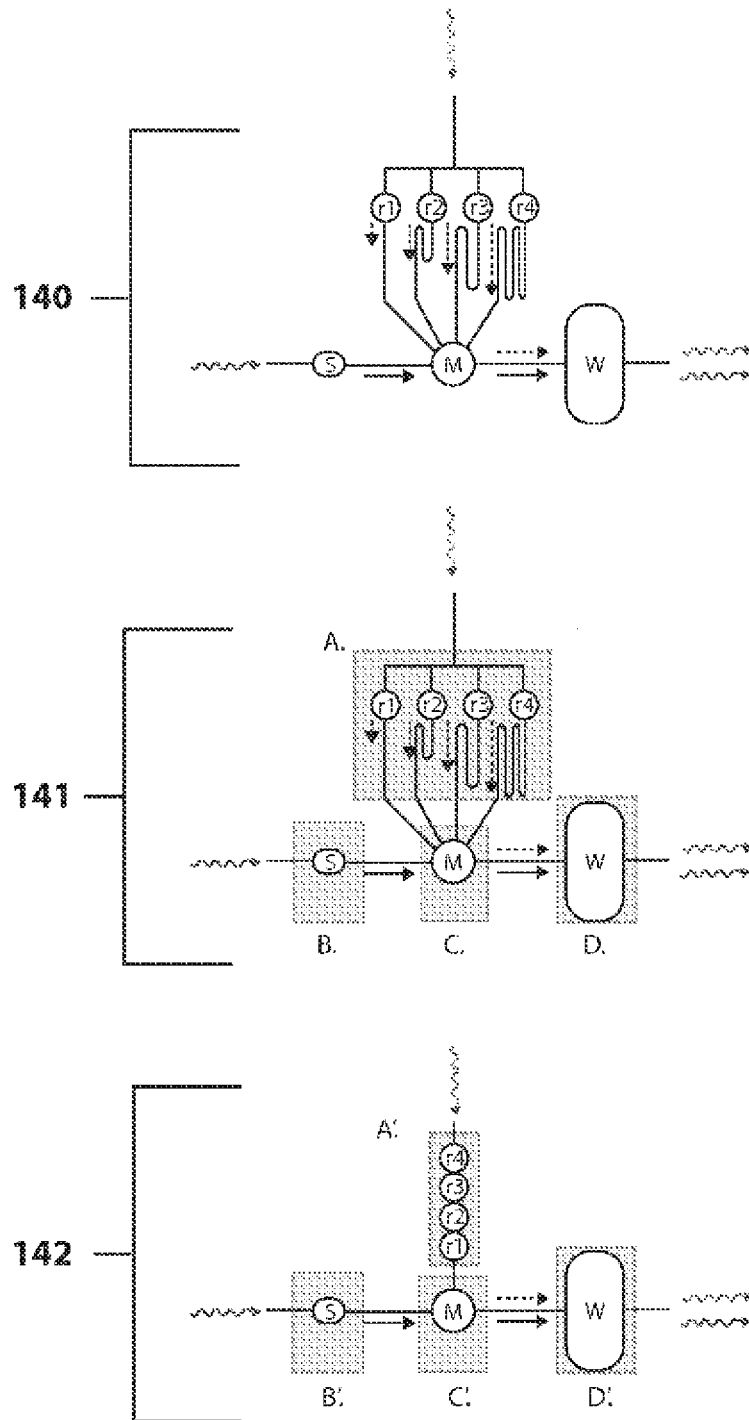 r1 r2 r3 r4
140
S M W
A.
r1 r2 r3 r4
141
S M W
B. C. D.
A'.
r4
r3
r2
r1
142
S M W
B'. C'. D'.